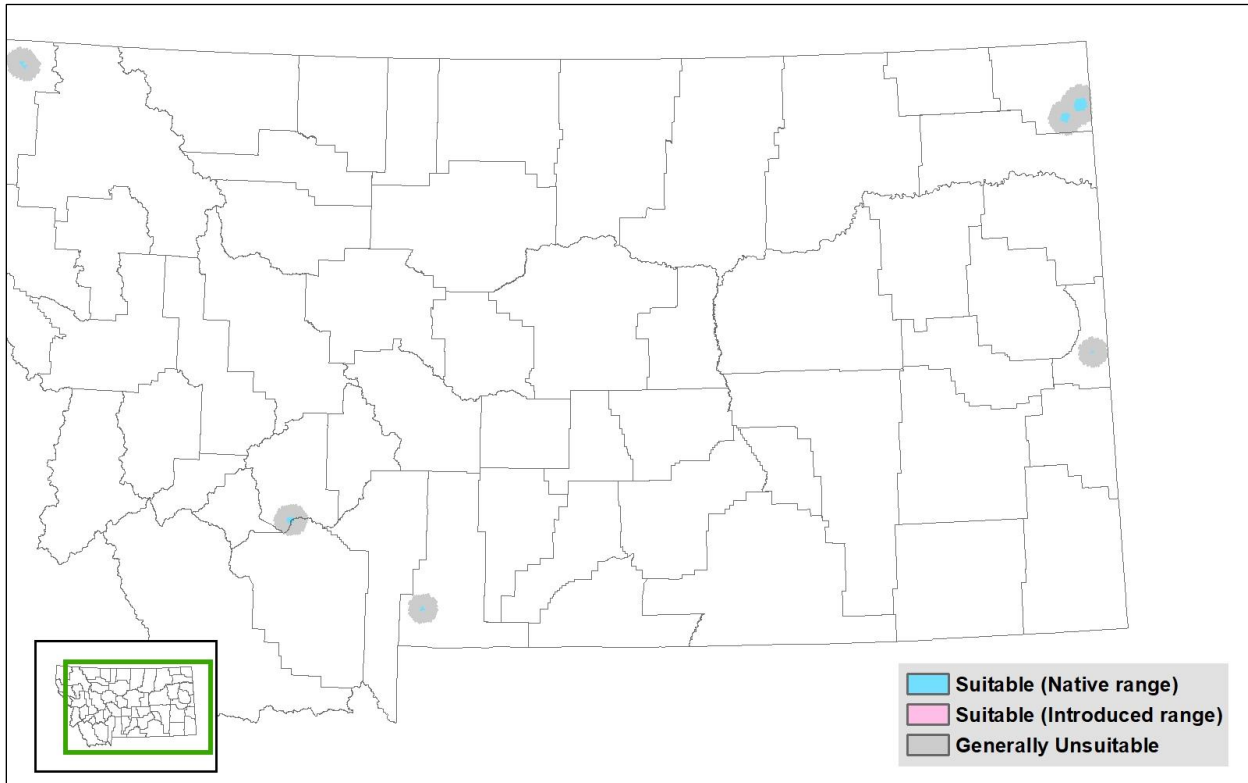 Suitable (Native range)
Suitable (Introduced range)
Generally Unsuitable